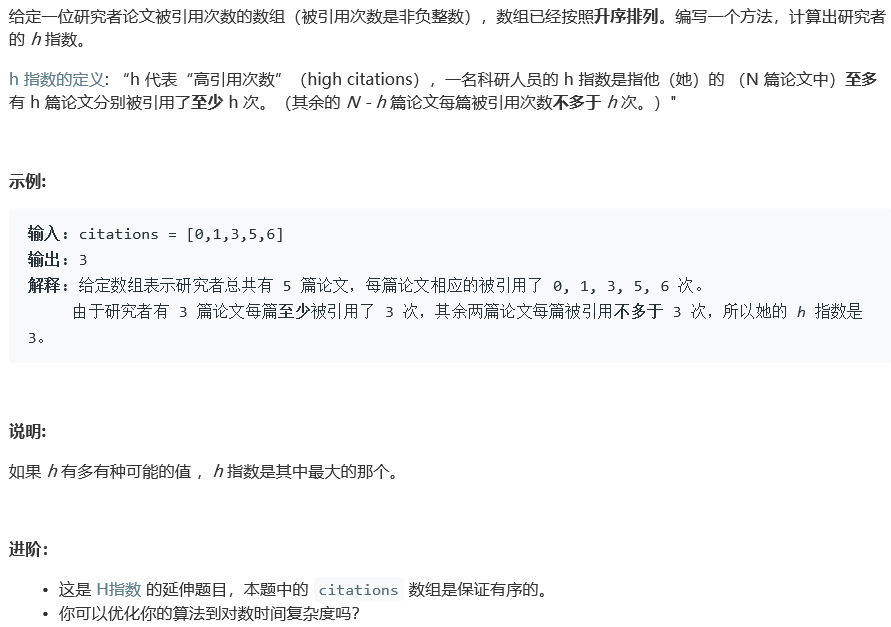 给定一位研究者论文被引用次数的数组（被引用次数是非负整数），数组已经按照升序排列。编写一个方法，计算出研究者
的 h 指数。
h 指数的定义: “h 代表“高引用次数” （high citations），一名科研人员的 h 指数是指他（她）的 （N 篇论文中）至多
有 h 篇论文分别被引用了至少 h 次。（其余的 N - h 篇论文每篇被引用次数不多于 h 次。）"
示例:
输入: citations = [0,1,3,5,6]
输出: 3
解释: 给定数组表示研究者总共有 5 篇论文，每篇论文相应的被引用了 0, 1, 3, 5, 6 次。
由于研究者有 3 篇论文每篇至少被引用了 3 次，其余两篇论文每篇被引用不多于 3 次，所以她的 h 指数是
3。
说明:
如果 h 有多有种可能的值 ，h 指数是其中最大的那个。
进阶：
• 这是 H指数 的延伸题目，本题中的 citations 数组是保证有序的。
• 你可以优化你的算法到对数时间复杂度吗？